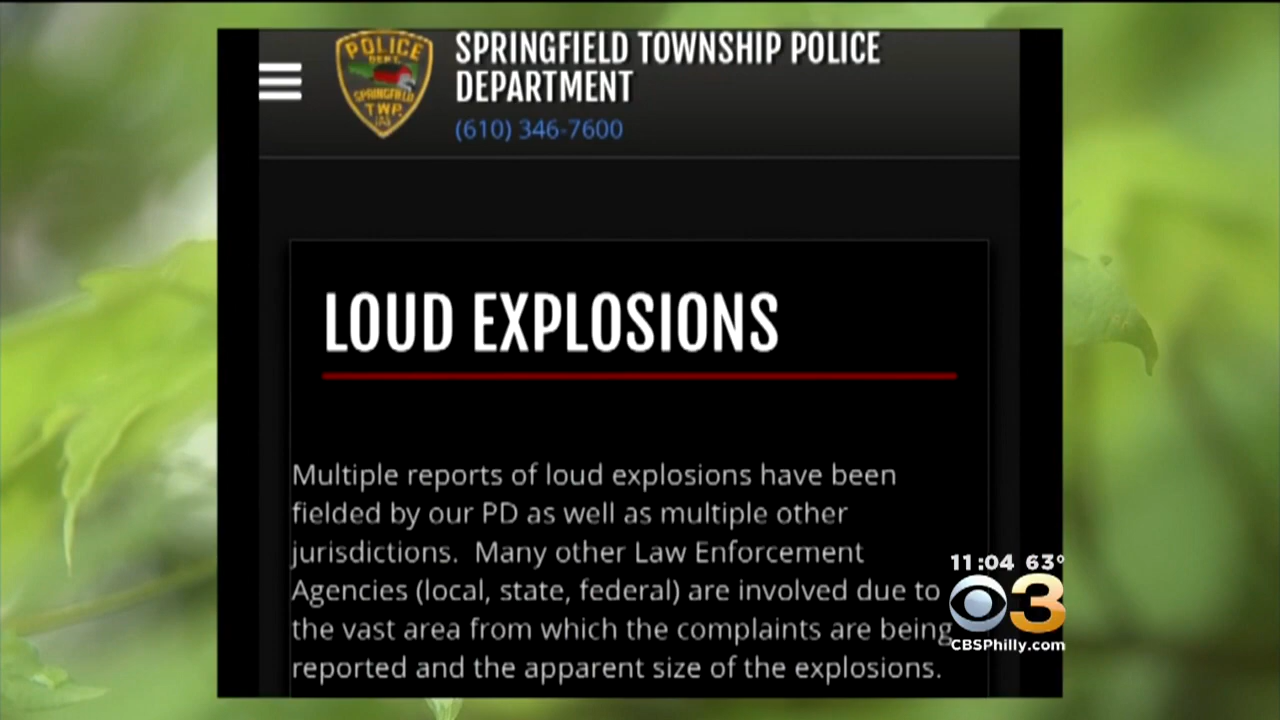 SPRINGFIELD TOWNSHIP POLICE
DEPARTMENT
(610) 346-7600
POLICE
DEPT.
SPRINGFIELD
TWP.
LOUD EXPLOSIONS
Multiple reports of loud explosions have been
fielded by our PD as well as multiple other
jurisdictions.  Many other Law Enforcement
Agencies (local, state, federal) are involved due to
the vast area from which the complaints are being
reported and the apparent size of the explosions.
11:04 63°
3
CBSPhilly.com